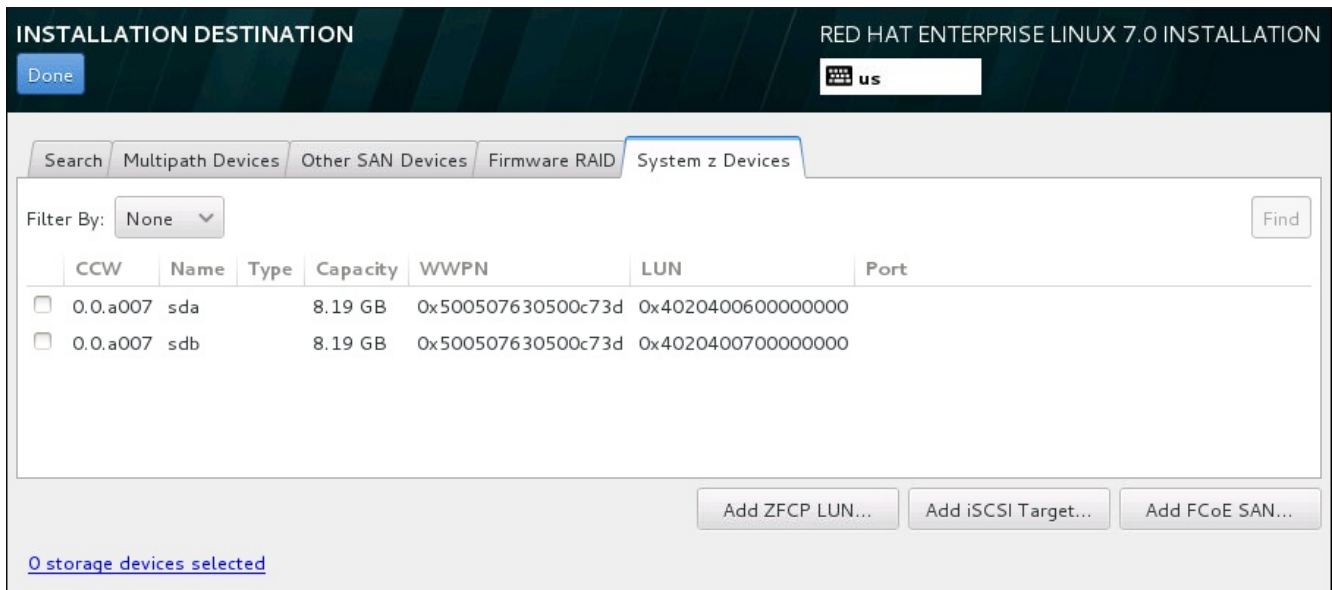 INSTALLATION DESTINATION
RED HAT ENTERPRISE LINUX 7.0 INSTALLATION
Done
us
Search Multipath Devices Other SAN Devices Firmware RAID System z Devices
Filter By: None Find
CCW Name Type Capacity WWPN LUN Port
0.0.a007 sda 8.19 GB 0x500507630500c73d 0x4020400600000000
0.0.a007 sdb 8.19 GB 0x500507630500c73d 0x4020400700000000
Add ZFCP LUN... Add iSCSI Target... Add FCoE SAN...
0 storage devices selected